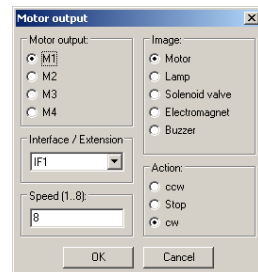 Motor output
Motor output:
M1
M2
M3
M4
Interface / Extension
IF1
Speed (1..8):
8
Image:
Motor
Lamp
Solenoid valve
Electromagnet
Buzzer
Action:
ccw
Stop
cw
OK
Cancel